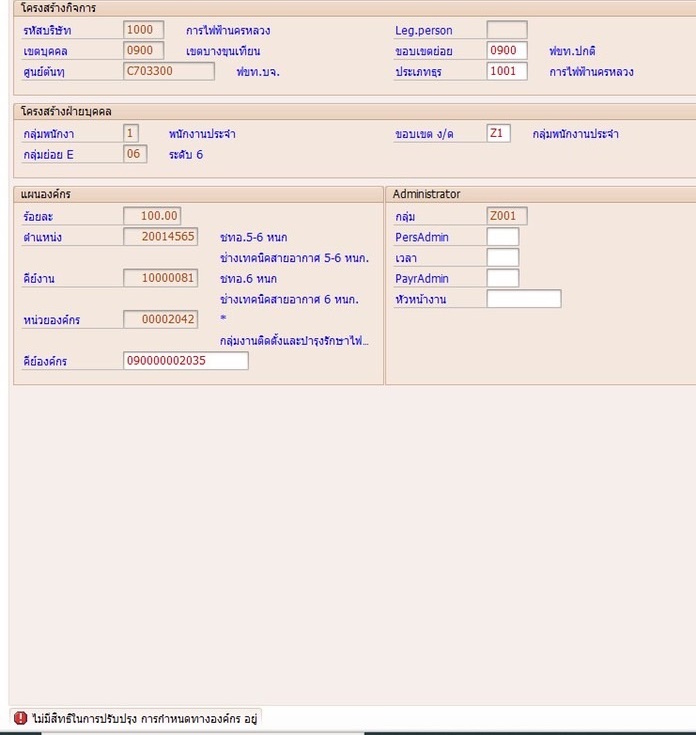 โครงสร้างกิจการ
รหัสบริษัท 1000 การไฟฟ้านครหลวง Leg.person
เขตบุคคล 0900 เขตบางขุนเทียน ขอบเขตย่อย 0900 ฟขท.ปกติ
ศูนย์ต้นทุ C703300 ฟขท.บจ. ประเภทธุร 1001 การไฟฟ้านครหลวง
โครงสร้างฝ่ายบุคคล
กลุ่มพนักงา 1 พนักงานประจำ ขอบเขต ง/ด Z1 กลุ่มพนักงานประจำ
กลุ่มย่อย E 06 ระดับ 6
แผนองค์กร Administrator
ร้อยละ 100.00 กลุ่ม Z001
ตำแหน่ง 20014565 ชทอ.5-6 หนก PersAdmin
ช่างเทคนิคสายอากาศ 5-6 หนก. เวลา
คีย์งาน 10000081 ชทอ.6 หนก PayrAdmin
ช่างเทคนิคสายอากาศ 6 หนก. หัวหน้างาน
หน่วยองค์กร 00002042 *
กลุ่มงานติดตั้งและบำรุงรักษาไฟ...
คีย์องค์กร 090000002035
ไม่มีสิทธิในการปรับปรุง การกำหนดทางองค์กร อยู่